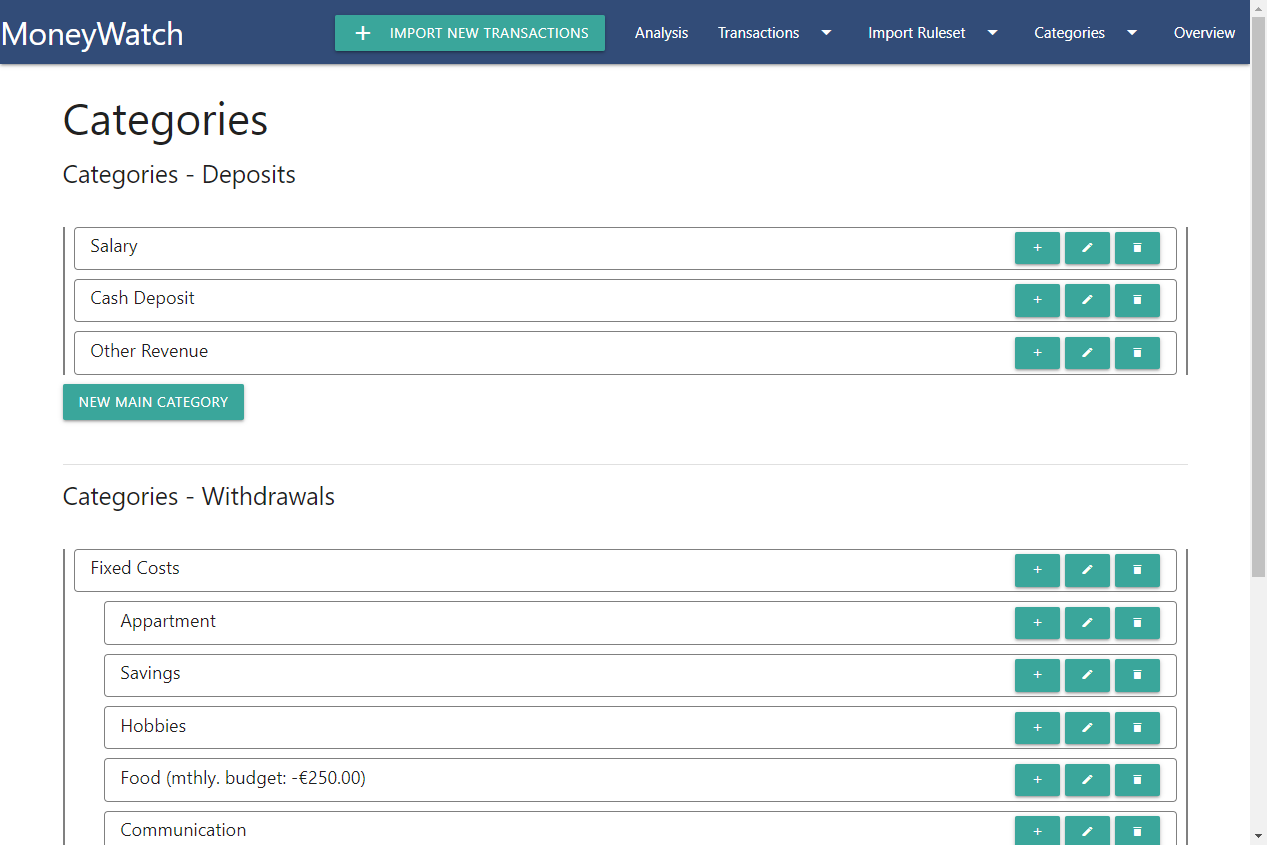 MoneyWatch
IMPORT NEW TRANSACTIONS
Analysis
Transactions
Import Ruleset
Categories
Overview
Categories
Categories - Deposits
Salary
Cash Deposit
Other Revenue
NEW MAIN CATEGORY
Categories - Withdrawals
Fixed Costs
Appartment
Savings
Hobbies
Food (mthly. budget: -€250.00)
Communication